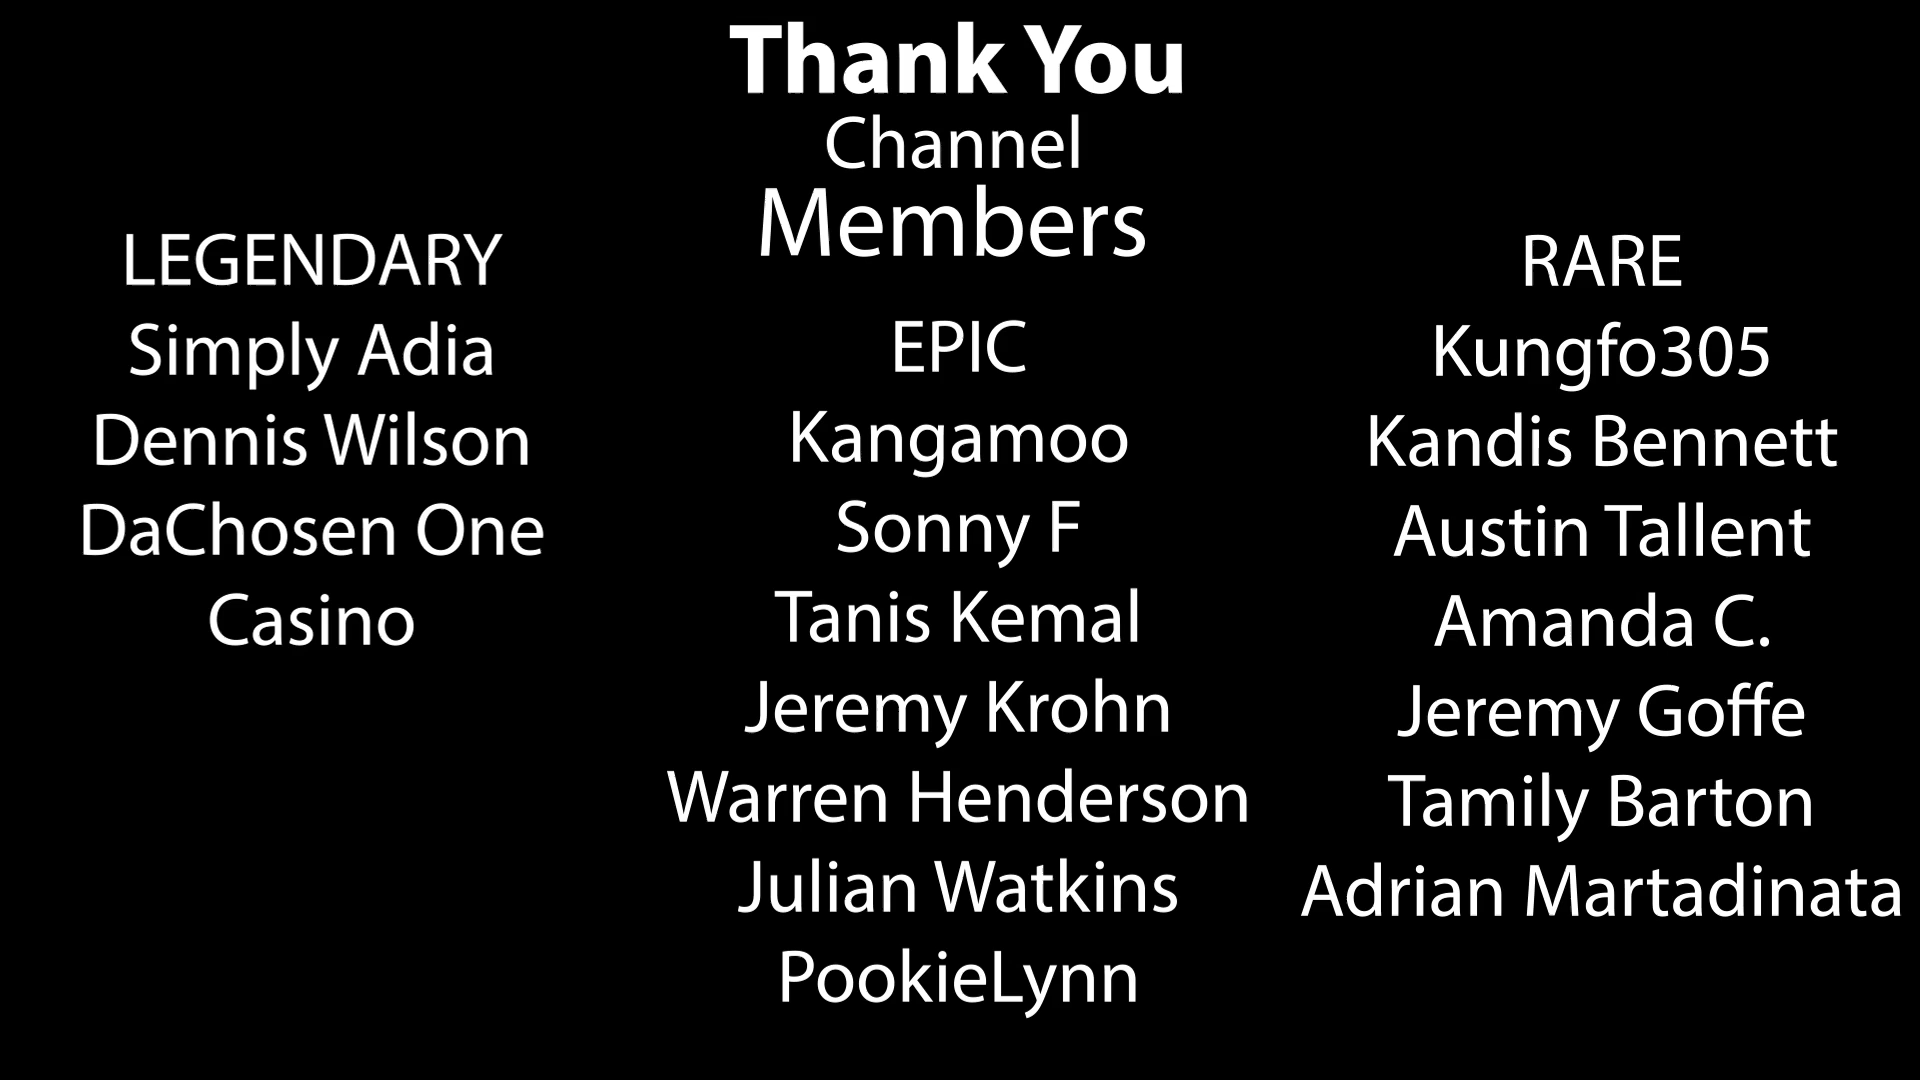 Thank You
Channel
Members
LEGENDARY
Simply Adia
Dennis Wilson
DaChosen One
Casino
EPIC
Kangamoo
Sonny F
Tanis Kemal
Jeremy Krohn
Warren Henderson
Julian Watkins
PookieLynn
RARE
Kungfo305
Kandis Bennett
Austin Tallent
Amanda C.
Jeremy Goffe
Tamily Barton
Adrian Martadinata